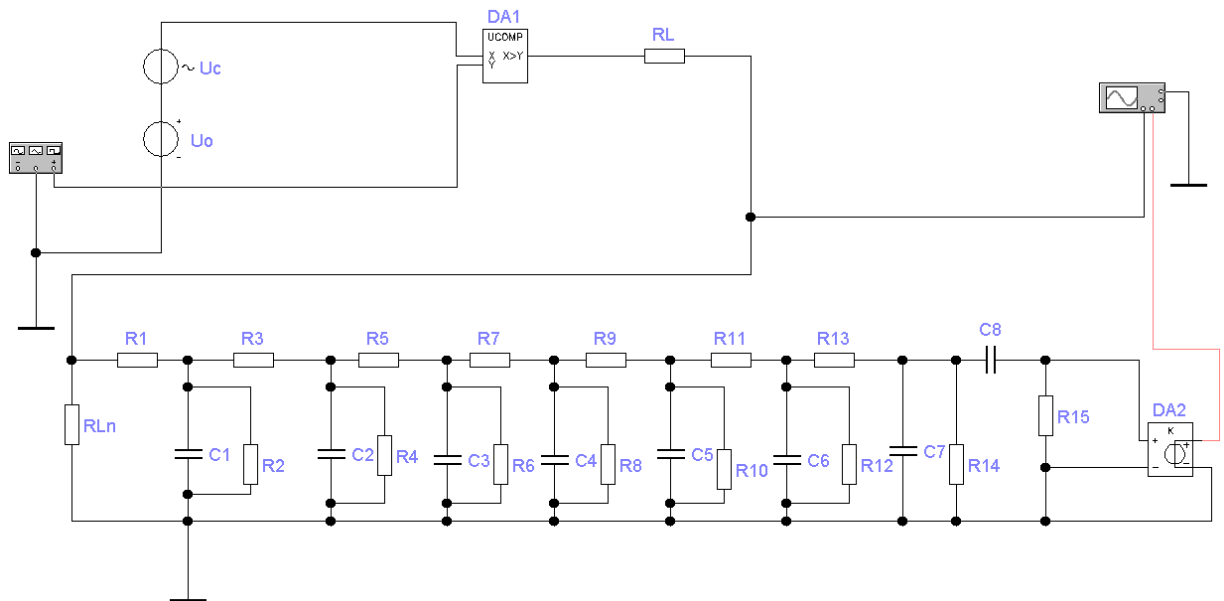 DA1
UCOMP
X X>Y
Y
RL
Uc
+
Uo
−
− +
R1 R3 R5 R7 R9 R11 R13 C8
RLn
C1 R2 C2 R4 C3 R6 C4 R8 C5 R10 C6 R12 C7 R14 R15
DA2
K
+ +
− −